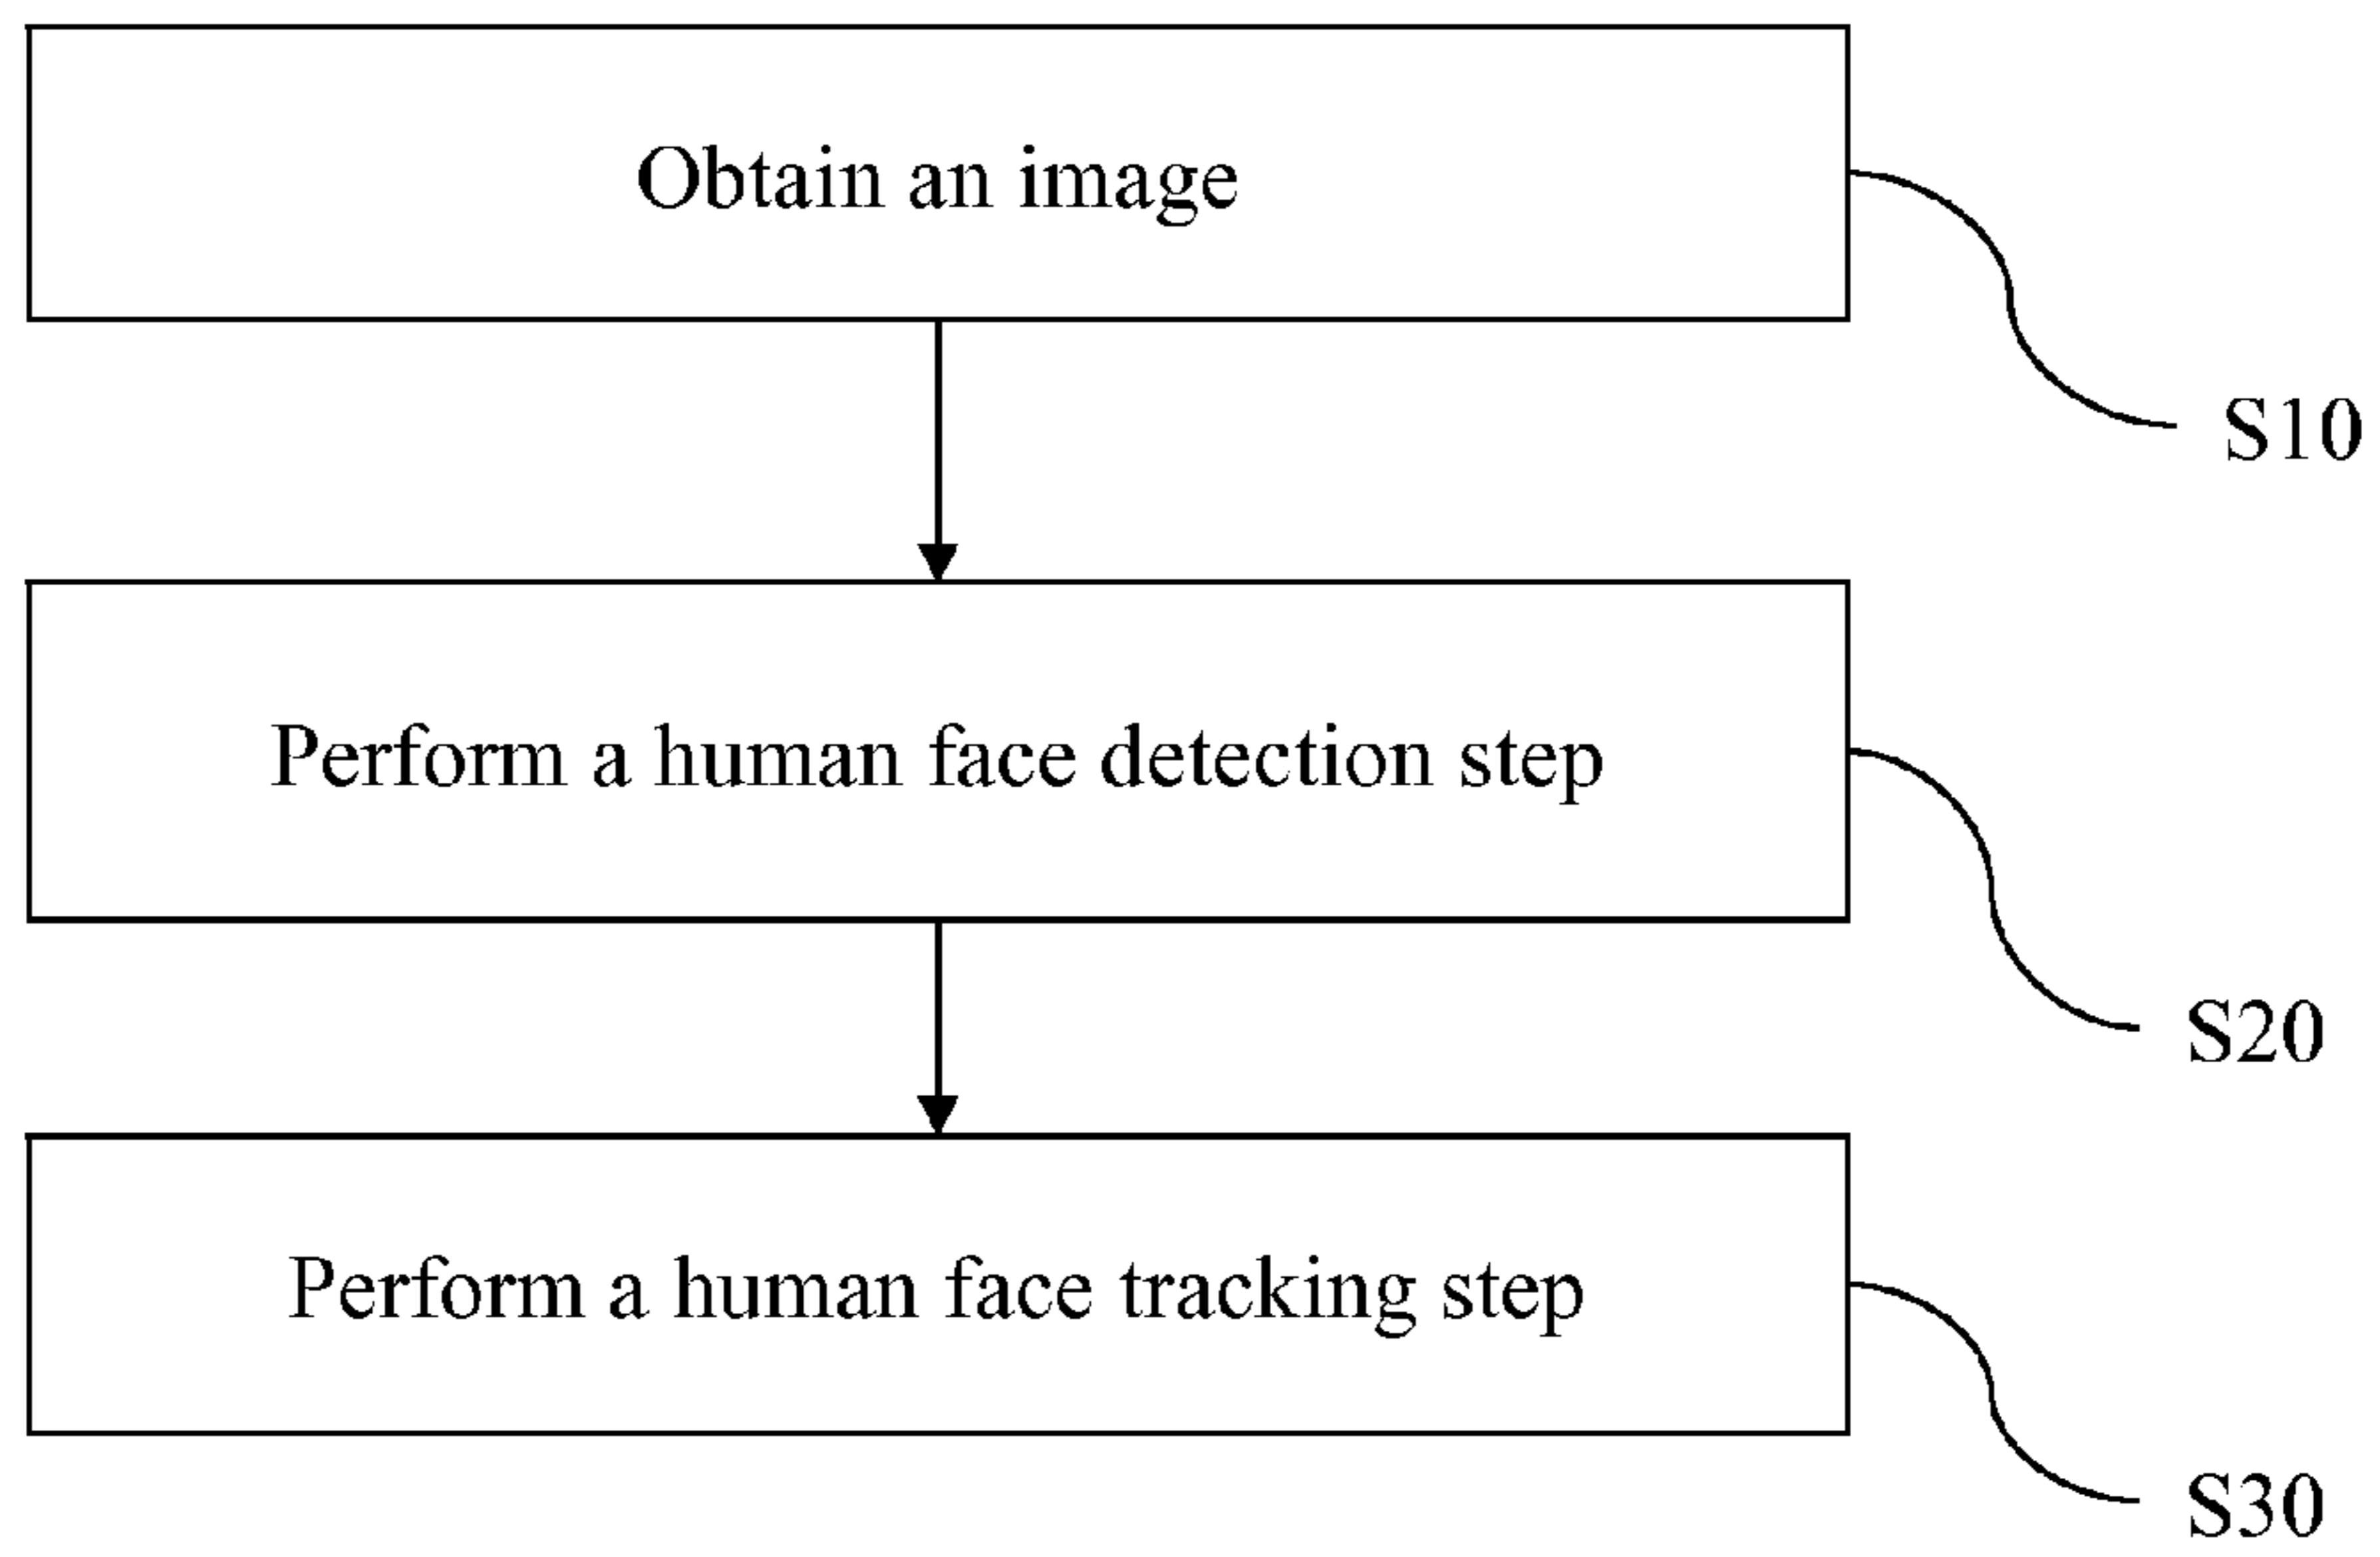 Obtain an image
S10
Perform a human face detection step
S20
Perform a human face tracking step
S30